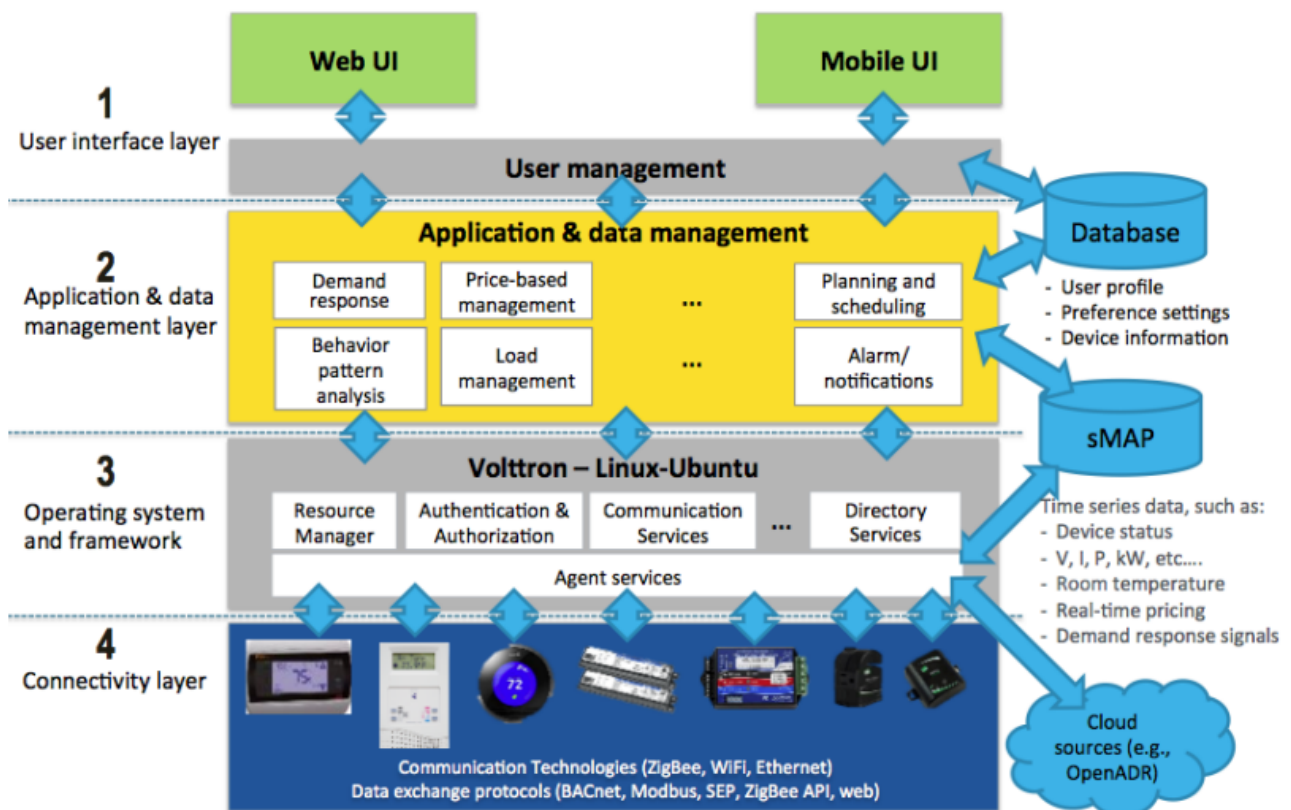 Web UI
Mobile UI
1
User interface layer
User management
Application & data management
2
Application & data
management layer
Demand
response
Price-based
management
...
Planning and
scheduling
Behavior
pattern
analysis
Load
management
...
Alarm/
notifications
Database
- User profile
- Preference settings
- Device information
sMAP
3
Operating system
and framework
Volttron – Linux-Ubuntu
Resource
Manager
Authentication &
Authorization
Communication
Services
...
Directory
Services
Agent services
Time series data, such as:
- Device status
- V, I, P, kW, etc....
- Room temperature
- Real-time pricing
- Demand response signals
4
Connectivity layer
75
72
Communication Technologies (ZigBee, WiFi, Ethernet)
Data exchange protocols (BACnet, Modbus, SEP, ZigBee API, web)
Cloud
sources (e.g.,
OpenADR)